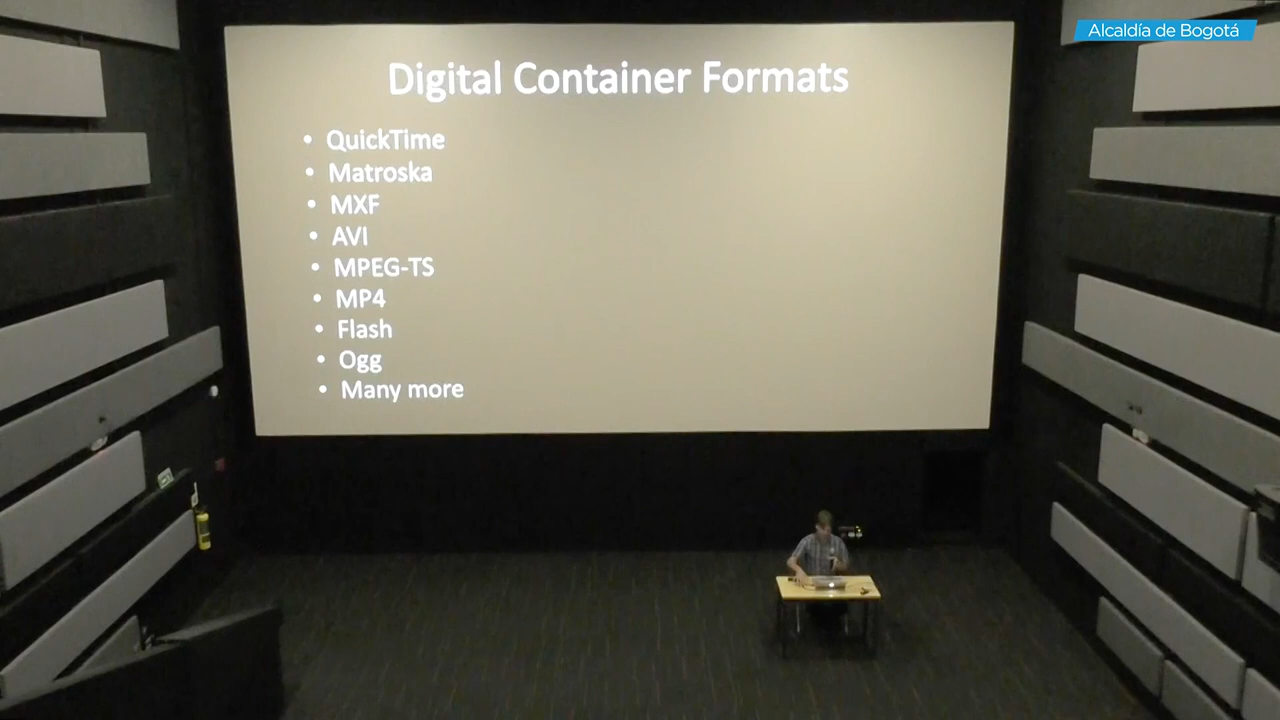 Alcaldía de Bogotá
Digital Container Formats
• QuickTime
• Matroska
• MXF
• AVI
• MPEG-TS
• MP4
• Flash
• Ogg
• Many more